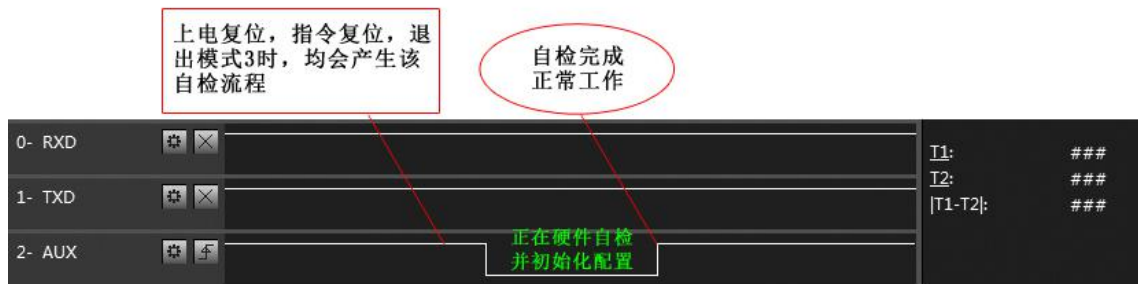 上电复位，指令复位，退
出模式3时，均会产生该
自检流程
自检完成
正常工作
0- RXD
1- TXD
2- AUX
正在硬件自检
并初始化配置
T1: ###
T2: ###
|T1-T2|: ###